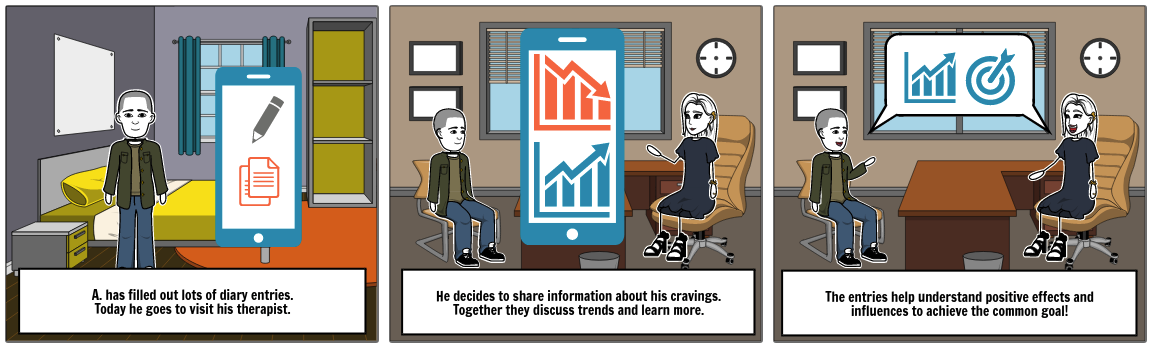 A. has filled out lots of diary entries.
Today he goes to visit his therapist.
He decides to share information about his cravings.
Together they discuss trends and learn more.
The entries help understand positive effects and
influences to achieve the common goal!